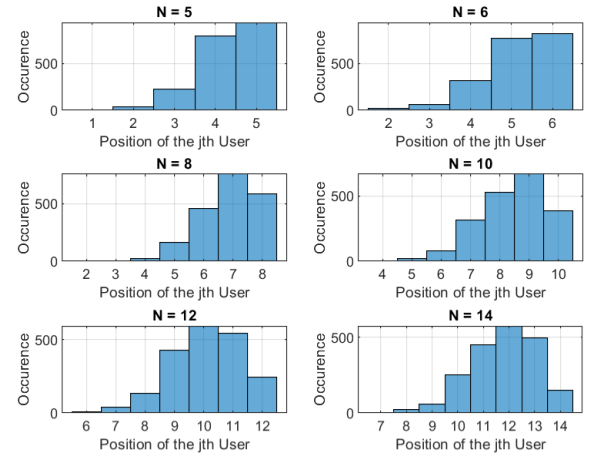 N = 5
Occurence
500
0
1 2 3 4 5
Position of the jth User
N = 6
Occurence
500
0
2 3 4 5 6
Position of the jth User
N = 8
Occurence
500
0
2 3 4 5 6 7 8
Position of the jth User
N = 10
Occurence
500
0
4 5 6 7 8 9 10
Position of the jth User
N = 12
Occurence
500
0
6 7 8 9 10 11 12
Position of the jth User
N = 14
Occurence
500
0
7 8 9 10 11 12 13 14
Position of the jth User